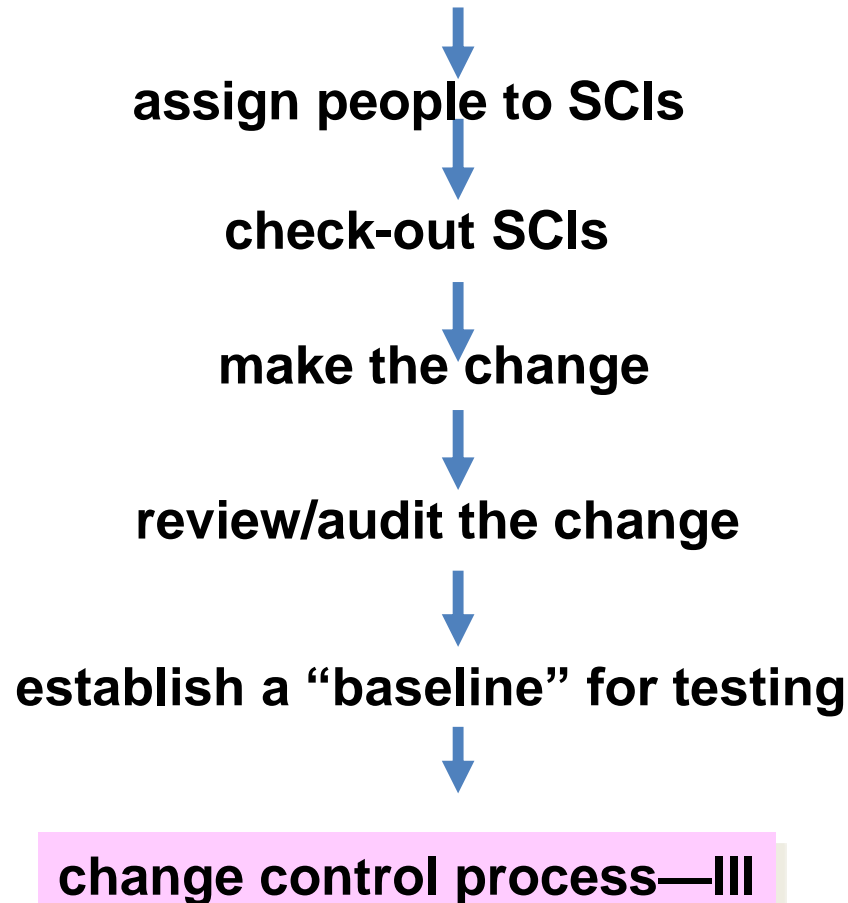 assign people to SCIs
check-out SCIs
make the change
review/audit the change
establish a “baseline” for testing
change control process—III